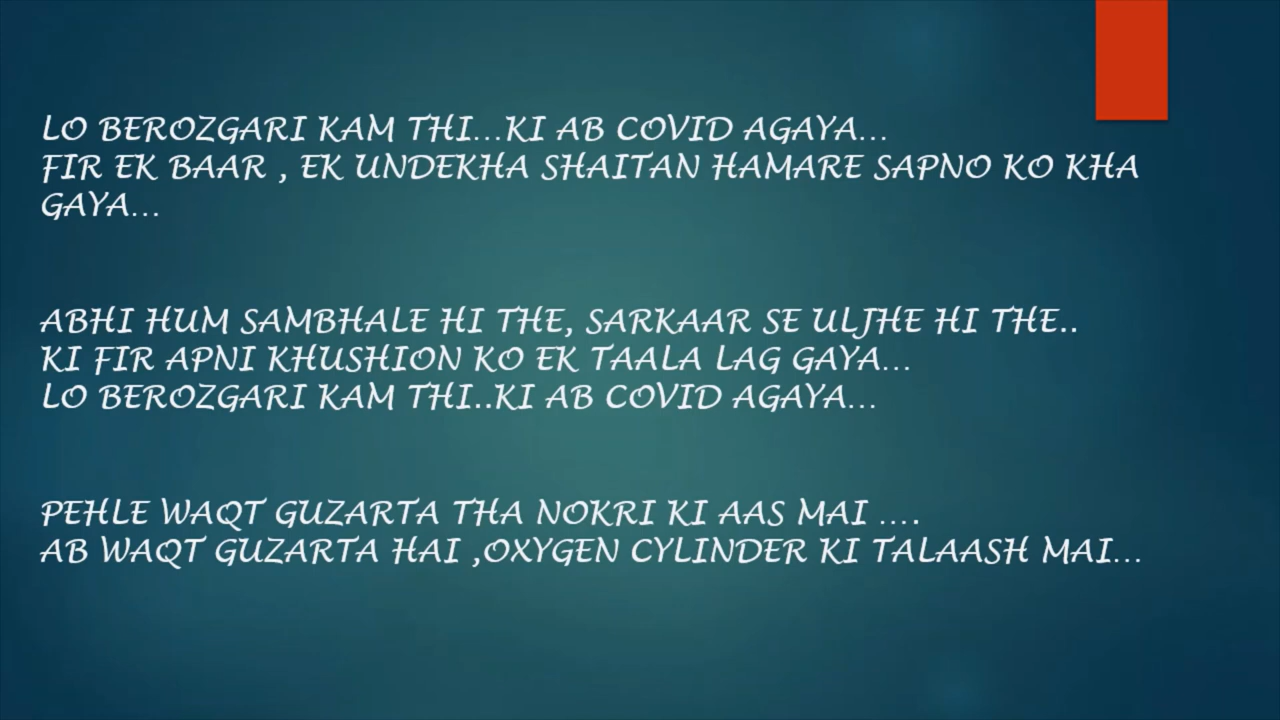 LO BEROZGARI KAM THI...KI AB COVID AGAYA...
FIR EK BAAR , EK UNDEKHA SHAITAN HAMARE SAPNO KO KHA
GAYA...
ABHI HUM SAMBHALE HI THE, SARKAAR SE ULJHE HI THE..
KI FIR APNI KHUSHION KO EK TAALA LAG GAYA...
LO BEROZGARI KAM THI..KI AB COVID AGAYA...
PEHLE WAQT GUZARTA THA NOKRI KI AAS MAI ....
AB WAQT GUZARTA HAI ,OXYGEN CYLINDER KI TALAASH MAI...